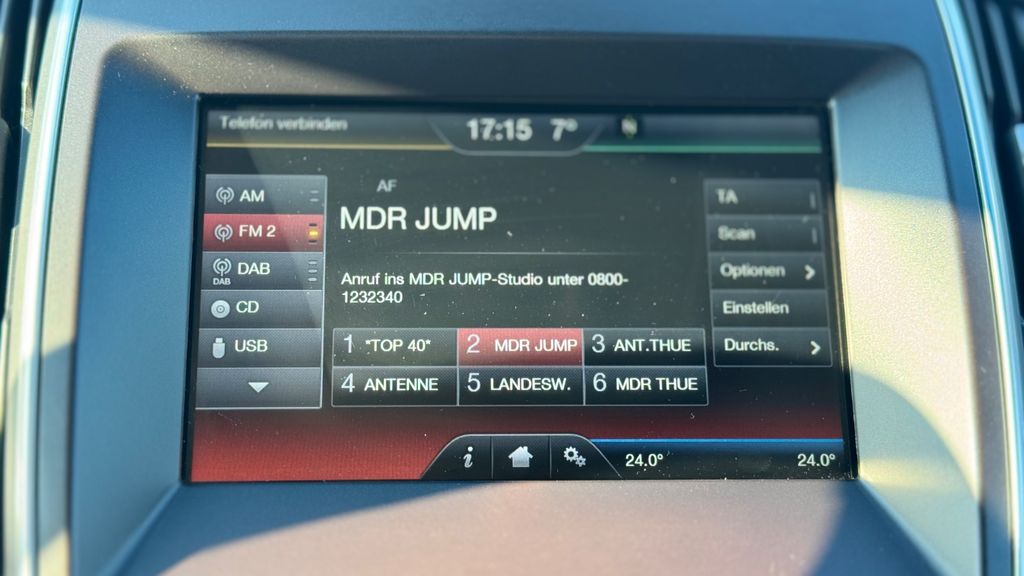 Telefon verbinden
17:15 7°
AM
FM 2
DAB
DAB
CD
USB
AF
MDR JUMP
Anruf ins MDR JUMP-Studio unter 0800-
1232340
1 *TOP 40*
2 MDR JUMP
3 ANT.THUE
4 ANTENNE
5 LANDESW.
6 MDR THUE
TA
Scan
Optionen
Einstellen
Durchs.
i
24.0°
24.0°